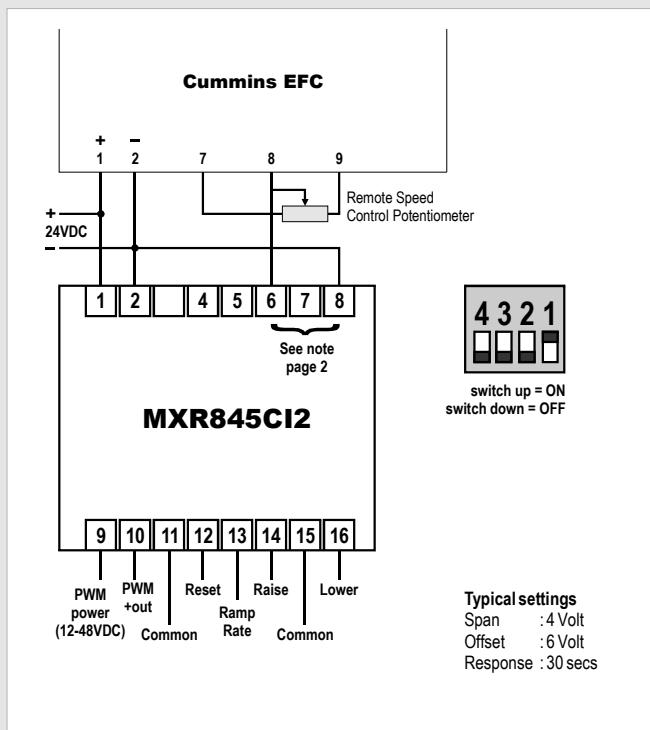 Cummins EFC
+ −
1 2 7 8 9
Remote Speed
Control Potentiometer
+
24VDC
−
1 2 4 5 6 7 8
See note
page 2
4 3 2 1
switch up = ON
switch down = OFF
MXR845CI2
9 10 11 12 13 14 15 16
PWM
power
(12-48VDC)
PWM
+out
Common
Reset
Ramp
Rate
Raise
Common
Lower
Typical settings
Span : 4 Volt
Offset : 6 Volt
Response : 30 secs